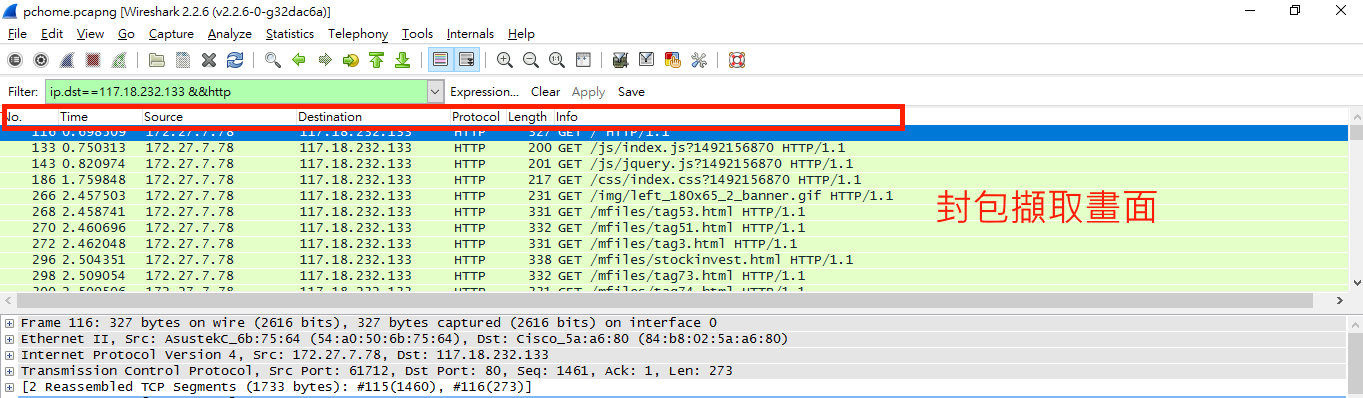 pchome.pcapng [Wireshark 2.2.6 (v2.2.6-0-g32dac6a)]
File Edit View Go Capture Analyze Statistics Telephony Tools Internals Help
Filter: ip.dst==117.18.232.133 &&http Expression... Clear Apply Save
No. Time Source Destination Protocol Length Info
116 0.698509 172.27.7.78 117.18.232.133 HTTP 327 GET / HTTP/1.1
133 0.750313 172.27.7.78 117.18.232.133 HTTP 200 GET /js/index.js?1492156870 HTTP/1.1
143 0.820974 172.27.7.78 117.18.232.133 HTTP 201 GET /js/jquery.js?1492156870 HTTP/1.1
186 1.759848 172.27.7.78 117.18.232.133 HTTP 217 GET /css/index.css?1492156870 HTTP/1.1
266 2.457503 172.27.7.78 117.18.232.133 HTTP 231 GET /img/left_180x65_2_banner.gif HTTP/1.1
封包擷取畫面
268 2.458741 172.27.7.78 117.18.232.133 HTTP 331 GET /mfiles/tag53.html HTTP/1.1
270 2.460696 172.27.7.78 117.18.232.133 HTTP 332 GET /mfiles/tag51.html HTTP/1.1
272 2.462048 172.27.7.78 117.18.232.133 HTTP 331 GET /mfiles/tag3.html HTTP/1.1
296 2.504351 172.27.7.78 117.18.232.133 HTTP 338 GET /mfiles/stockinvest.html HTTP/1.1
298 2.509054 172.27.7.78 117.18.232.133 HTTP 332 GET /mfiles/tag73.html HTTP/1.1
172.27.7.78 117.18.232.133 HTTP GET /mfiles/tag74.html HTTP/1.1
Frame 116: 327 bytes on wire (2616 bits), 327 bytes captured (2616 bits) on interface 0
Ethernet II, Src: AsustekC_6b:75:64 (54:a0:50:6b:75:64), Dst: Cisco_5a:a6:80 (84:b8:02:5a:a6:80)
Internet Protocol Version 4, Src: 172.27.7.78, Dst: 117.18.232.133
Transmission Control Protocol, Src Port: 61712, Dst Port: 80, Seq: 1461, Ack: 1, Len: 273
[2 Reassembled TCP Segments (1733 bytes): #115(1460), #116(273)]